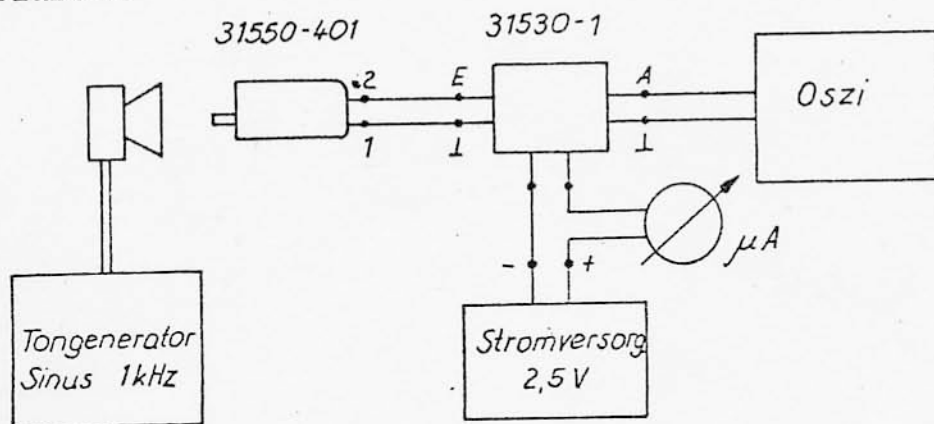 31550-401
31530-1
2
E
A
Oszi
1
⊥
⊥
µA
-
+
Tongenerator
Sinus 1kHz
Stromversorg
2,5 V